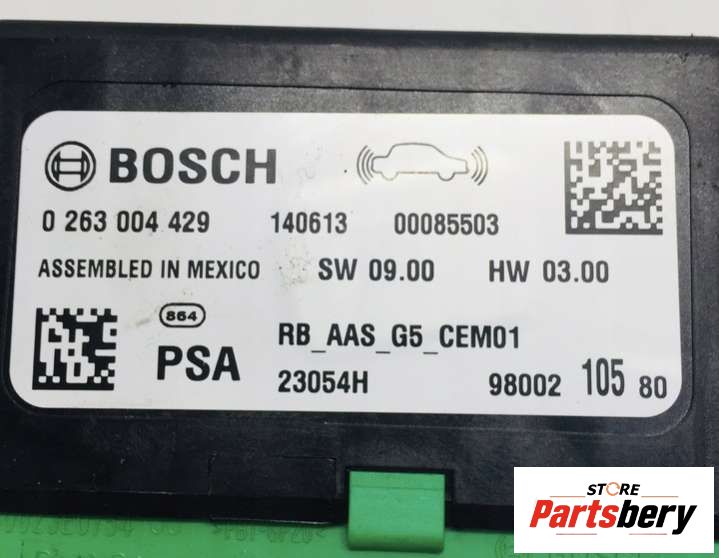 BOSCH
0 263 004 429 140613 00085503
ASSEMBLED IN MEXICO SW 09.00 HW 03.00
864
PSA
RB_AAS_G5_CEM01
23054H 98002 105 80
STORE
Partsbery